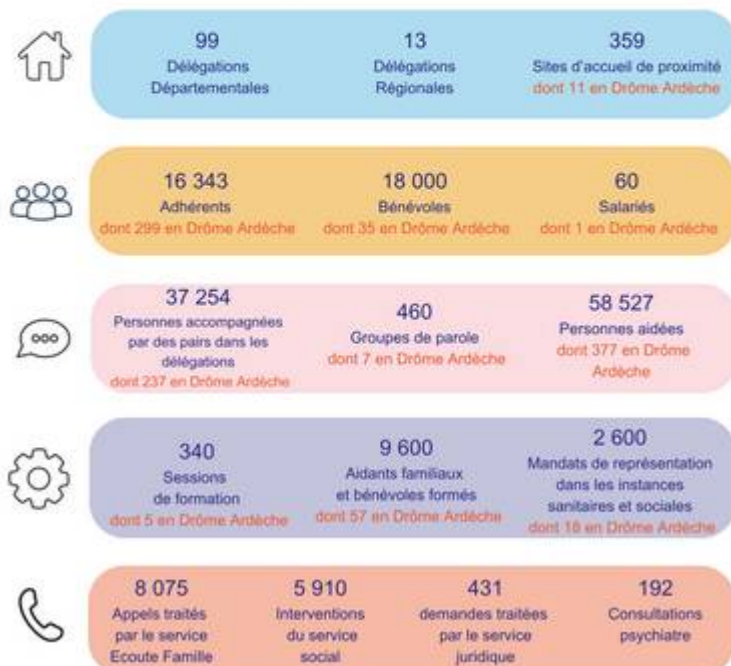 99
Délégations
Départementales
13
Délégations
Régionales
359
Sites d'accueil de proximité
dont 11 en Drôme Ardèche
16 343
Adhérents
dont 299 en Drôme Ardèche
18 000
Bénévoles
dont 35 en Drôme Ardèche
60
Salariés
dont 1 en Drôme Ardèche
37 254
Personnes accompagnées
par des pairs dans les
délégations
dont 237 en Drôme Ardèche
460
Groupes de parole
dont 7 en Drôme Ardèche
58 527
Personnes aidées
dont 377 en Drôme
Ardèche
340
Sessions
de formation
dont 5 en Drôme Ardèche
9 600
Aidants familiaux
et bénévoles formés
dont 57 en Drôme Ardèche
2 600
Mandats de représentation
dans les instances
sanitaires et sociales
dont 18 en Drôme Ardèche
8 075
Appels traités
par le service
Ecoute Famille
5 910
Interventions
du service
social
431
demandes traitées
par le service
juridique
192
Consultations
psychiatre